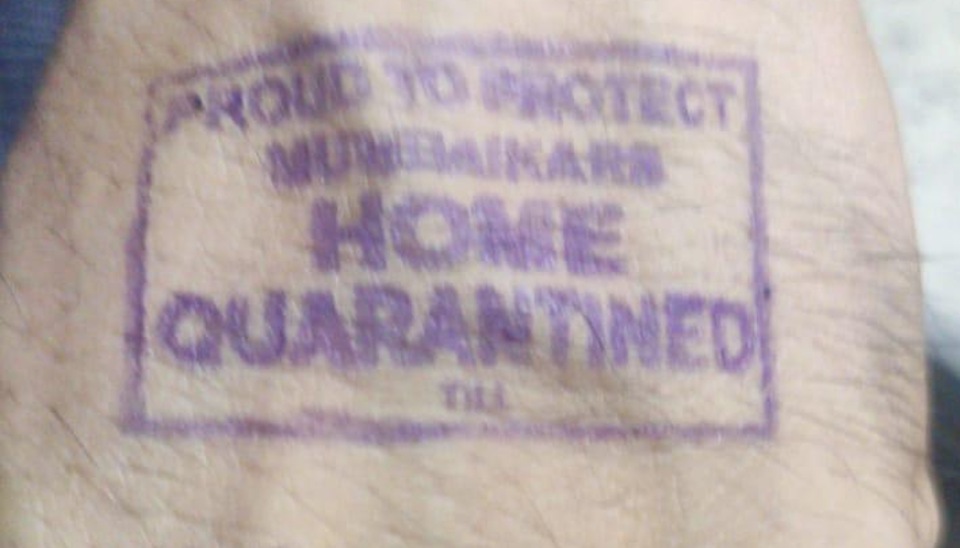 PROUD TO PROTECT
MUMBAIKARS
HOME
QUARANTINED
TILL